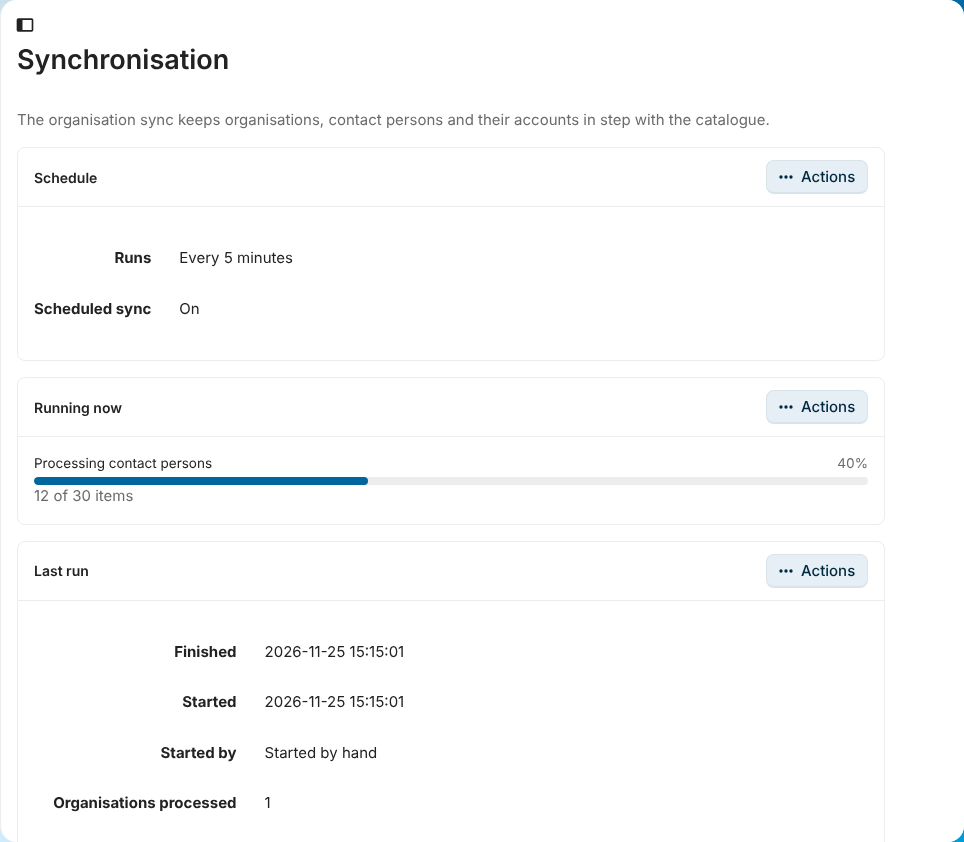 Synchronisation
The organisation sync keeps organisations, contact persons and their accounts in step with the catalogue.
Schedule
••• Actions
Runs Every 5 minutes
Scheduled sync On
Running now
••• Actions
Processing contact persons 40%
12 of 30 items
Last run
••• Actions
Finished 2026-11-25 15:15:01
Started 2026-11-25 15:15:01
Started by Started by hand
Organisations processed 1